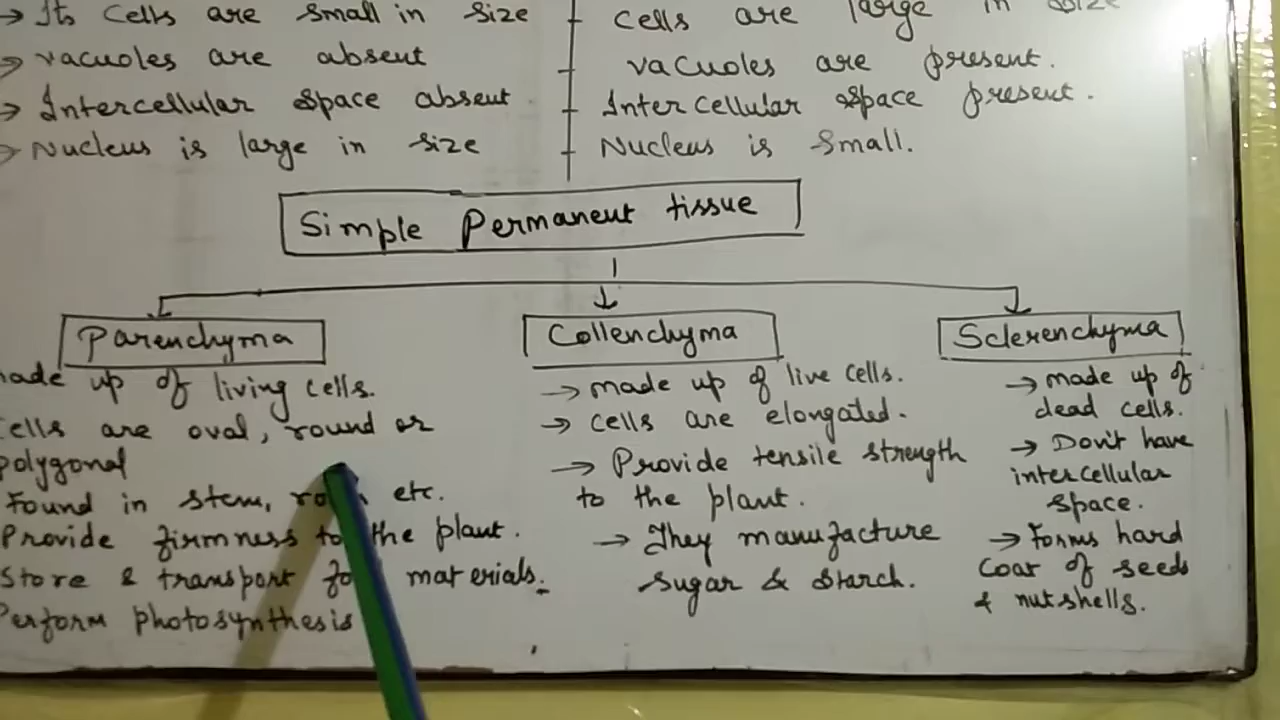 → Its Cells are small in size
Cells are large in size
→ vacuoles are absent
vacuoles are present.
→ Intercellular space absent
Intercellular space present.
→ Nucleus is large in size
Nucleus is small.
Simple Permanent tissue
Parenchyma
made up of living cells.
Cells are oval, round or
polygonal
Found in stem, etc.
Provide firmness to the plant.
Store & transport materials.
Perform photosynthesis
Collenchyma
→ made up of live cells.
→ cells are elongated.
→ Provide tensile strength
to the plant.
→ They manufacture
sugar & starch.
Sclerenchyma
→ made up of
dead cells.
→ Don't have
intercellular
space.
→ Forms hard
coat of seeds
& nutshells.